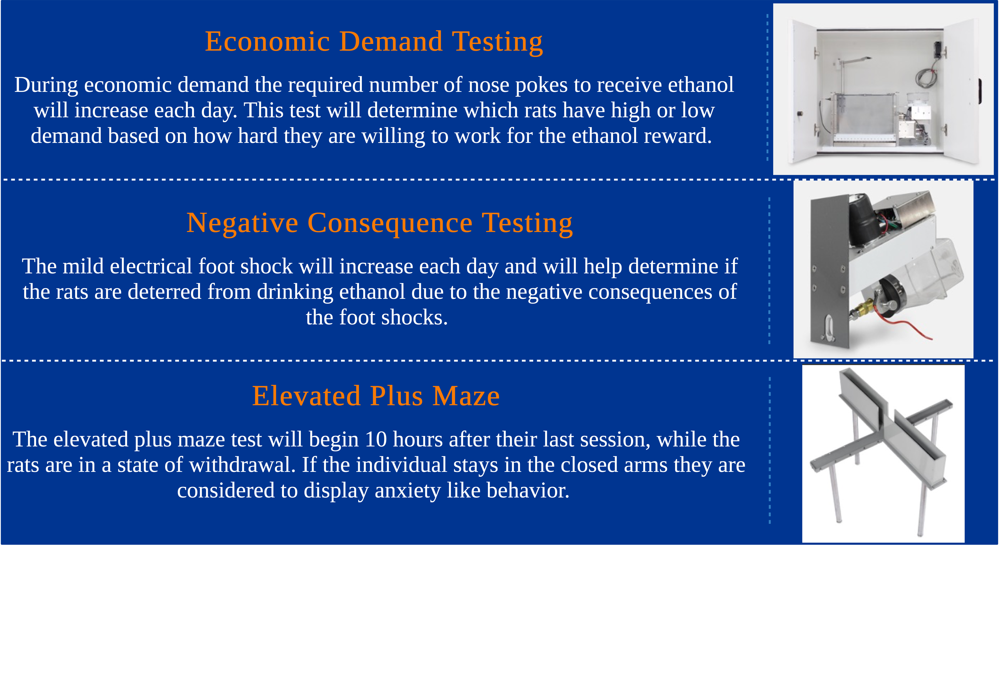 Economic Demand Testing
During economic demand the required number of nose pokes to receive ethanol
will increase each day. This test will determine which rats have high or low
demand based on how hard they are willing to work for the ethanol reward.
Negative Consequence Testing
The mild electrical foot shock will increase each day and will help determine if
the rats are deterred from drinking ethanol due to the negative consequences of
the foot shocks.
Elevated Plus Maze
The elevated plus maze test will begin 10 hours after their last session, while the
rats are in a state of withdrawal. If the individual stays in the closed arms they are
considered to display anxiety like behavior.